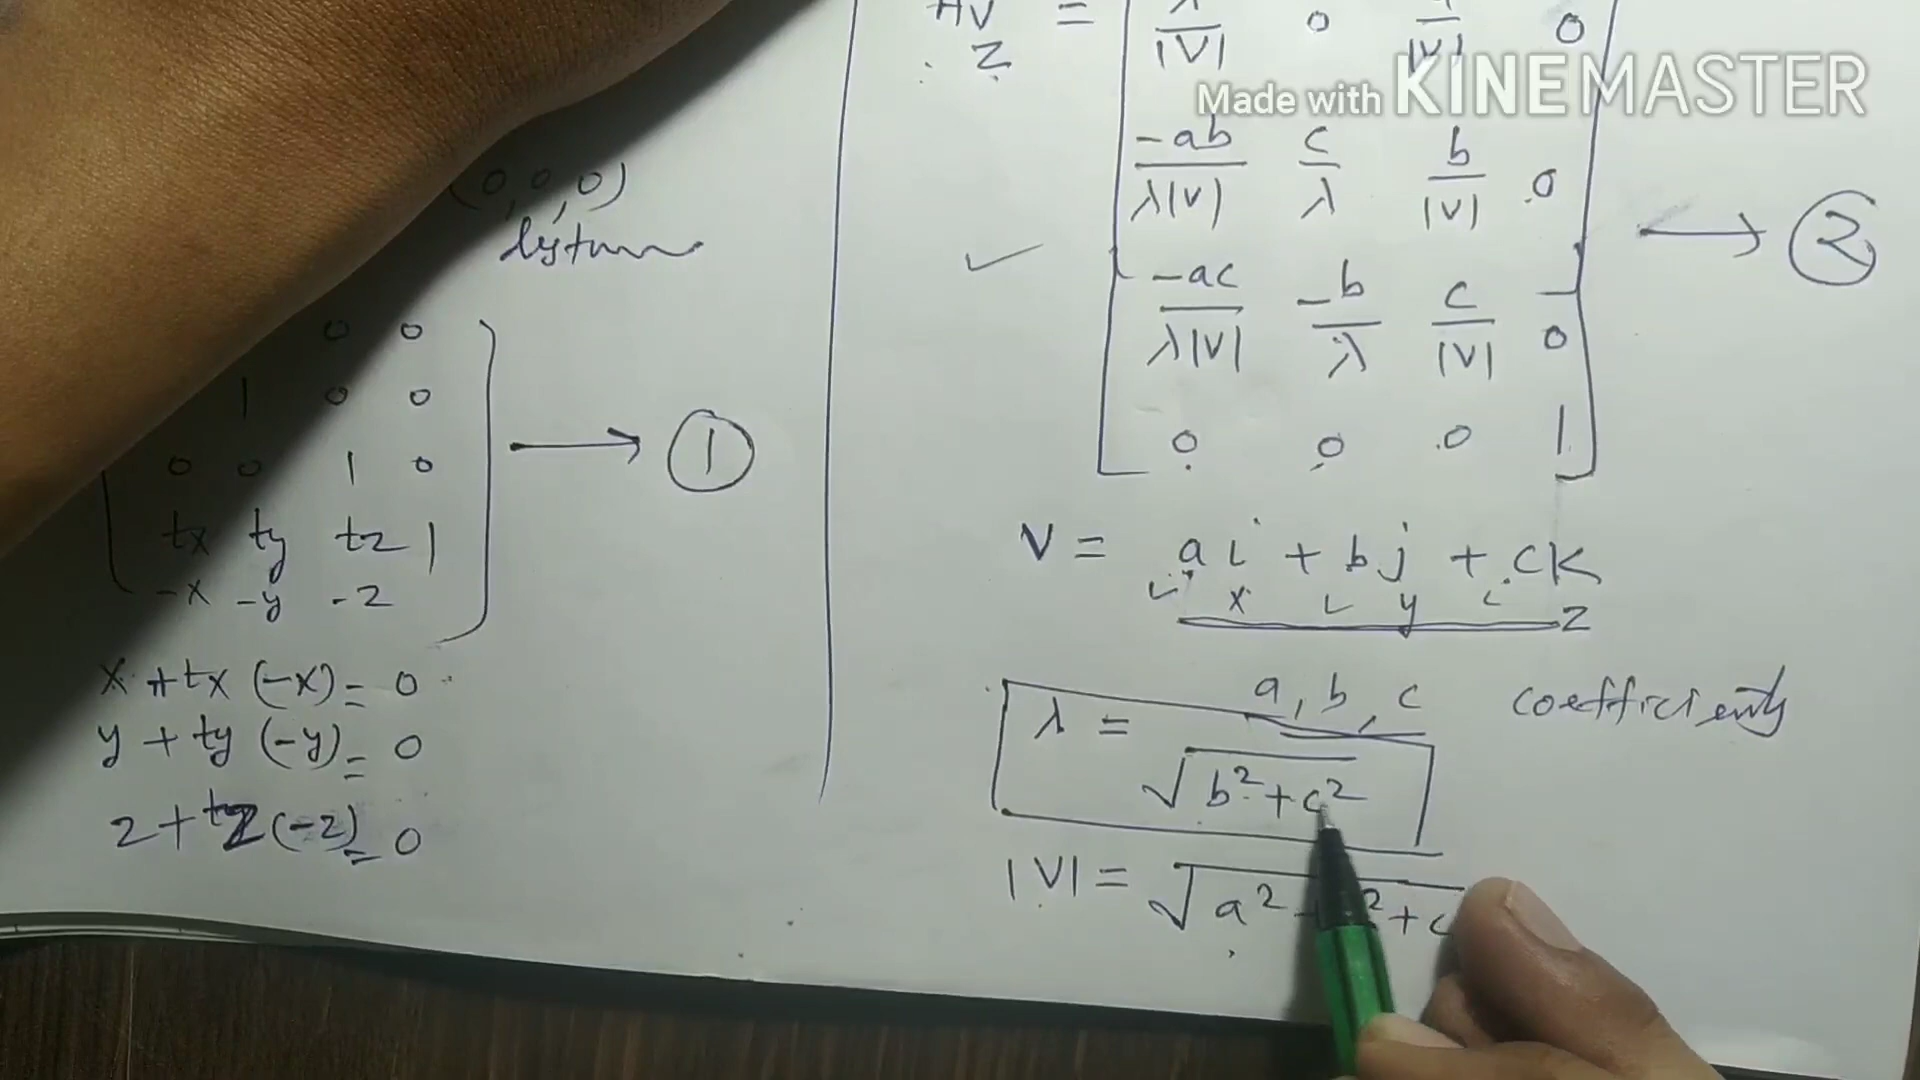 (0,0,0)
0 0
1 0 0
0 0 1 0
tx ty tz 1
-x -y -z
→ 1
x + tx (-x) = 0
y + ty (-y) = 0
z + tz (-z) = 0
Made with KINEMASTER
AV = λ/|V| 0 0
z
-ab/λ|V| c/λ b/|V| 0
-ac/λ|V| -b/λ c/|V| 0
0 0 0 1
→ 2
V = ai + bj + ck
x y z
a, b, c coefficients
λ = √b²+c²
|V| = √a² ² + c